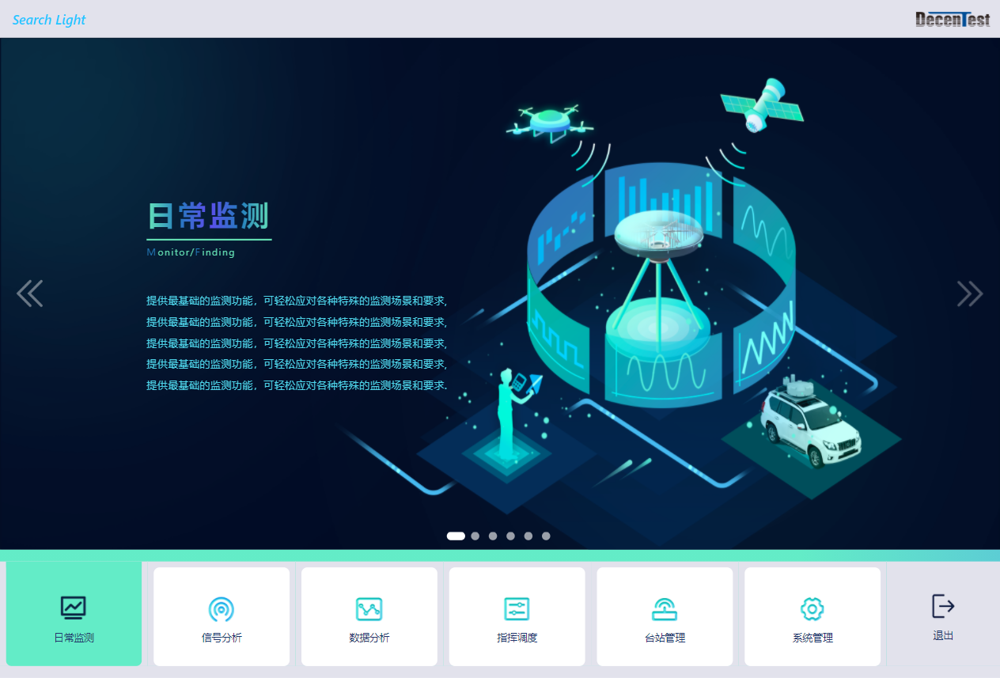 Search Light
DecenTest
日常监测
Monitor/Finding
提供最基础的监测功能，可轻松应对各种特殊的监测场景和要求,
提供最基础的监测功能，可轻松应对各种特殊的监测场景和要求,
提供最基础的监测功能，可轻松应对各种特殊的监测场景和要求,
提供最基础的监测功能，可轻松应对各种特殊的监测场景和要求,
提供最基础的监测功能，可轻松应对各种特殊的监测场景和要求.
日常监测
信号分析
数据分析
指挥调度
台站管理
系统管理
退出